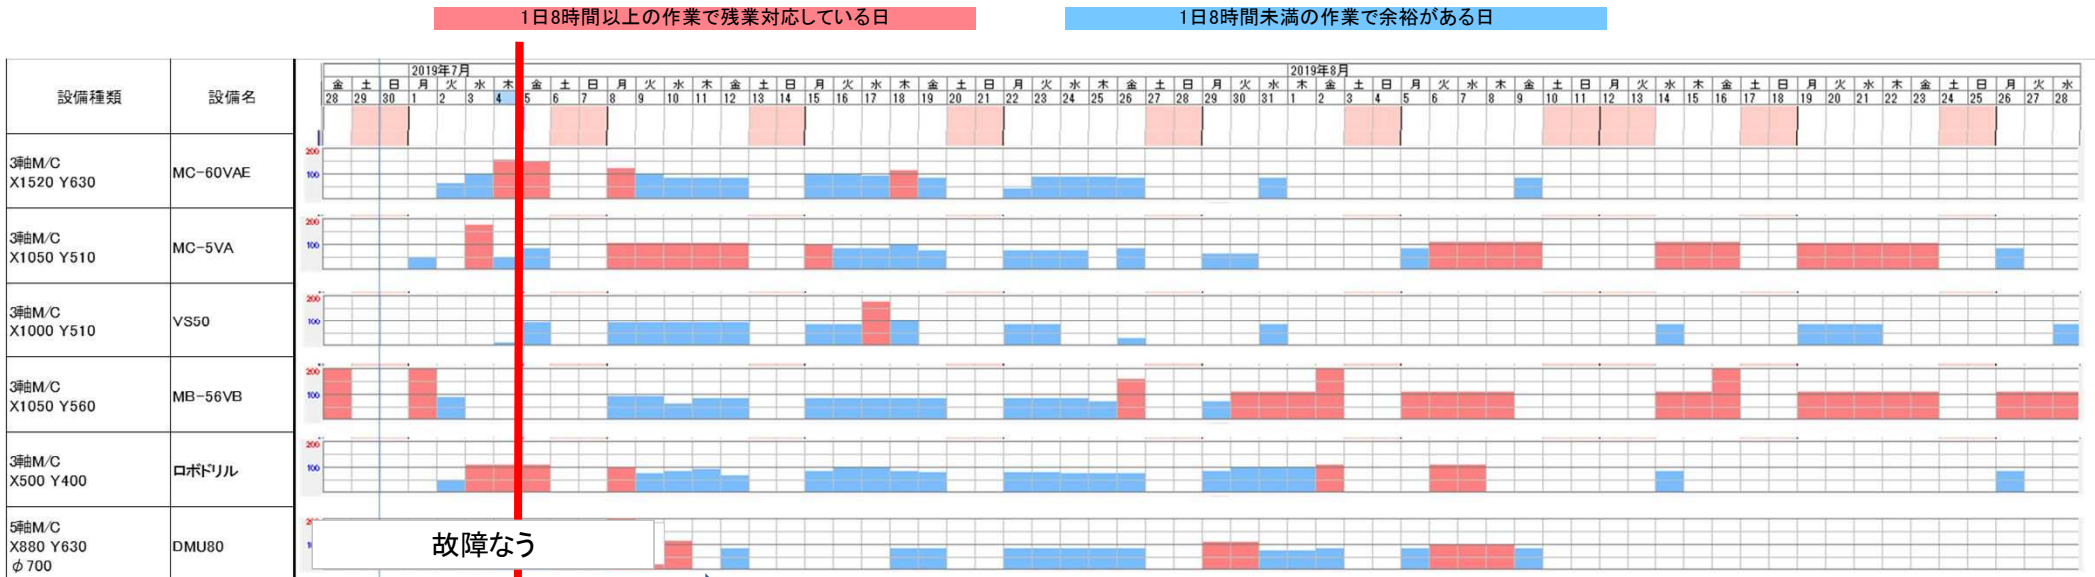 1日8時間以上の作業で残業対応している日
1日8時間未満の作業で余裕がある日
設備種類 設備名
2019年7月 2019年8月
金 土 日 月 火 水 木 金 土 日 月 火 水 木 金 土 日 月 火 水 木 金 土 日 月 火 水 木 金 土 日 月 火 水 木 金 土 日 月 火 水 木 金 土 日 月 火 水 木 金 土 日 月 火 水 木 金 土 日 月 火 水
28 29 30 1 2 3 4 5 6 7 8 9 10 11 12 13 14 15 16 17 18 19 20 21 22 23 24 25 26 27 28 29 30 31 1 2 3 4 5 6 7 8 9 10 11 12 13 14 15 16 17 18 19 20 21 22 23 24 25 26 27 28
3軸M/C
X1520 Y630
MC-60VAE
200
100
3軸M/C
X1050 Y510
MC-5VA
200
100
3軸M/C
X1000 Y510
VS50
200
100
3軸M/C
X1050 Y560
MB-56VB
200
100
3軸M/C
X500 Y400
ロボドリル
200
100
5軸M/C
X880 Y630
φ700
DMU80
故障なう